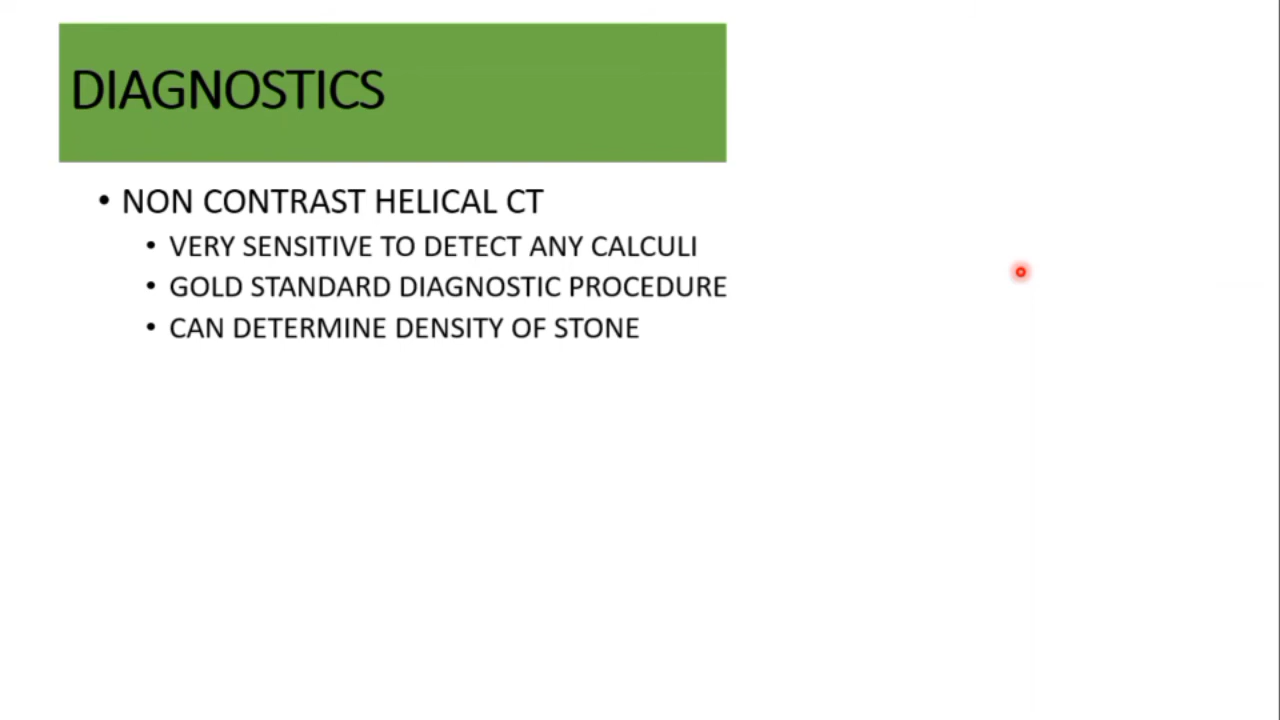 DIAGNOSTICS
• NON CONTRAST HELICAL CT
• VERY SENSITIVE TO DETECT ANY CALCULI
• GOLD STANDARD DIAGNOSTIC PROCEDURE
• CAN DETERMINE DENSITY OF STONE